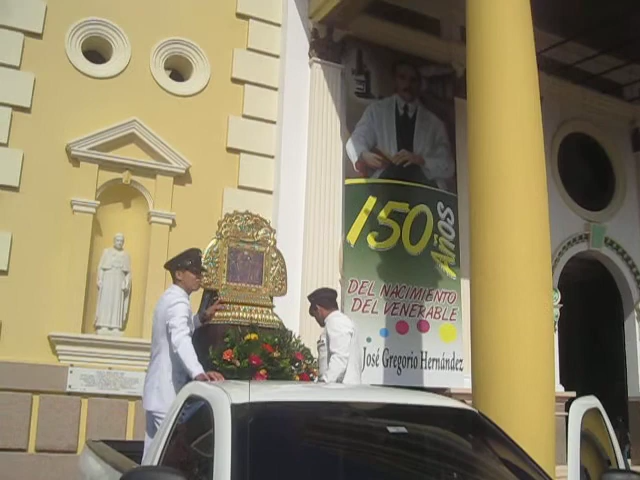 150
Años
DEL NACIMIENTO
DEL VENERABLE
José Gregorio Hernández